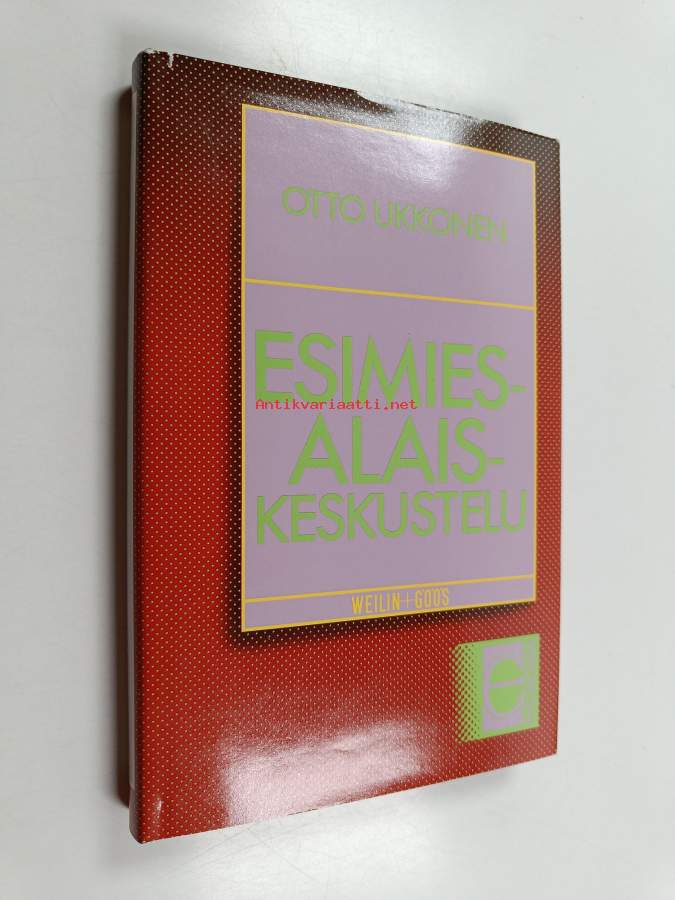 OTTO UKKONEN
ESIMIES-
Antikvariaatti.net
ALAIS-
KESKUSTELU
WEILIN+GÖÖS
e